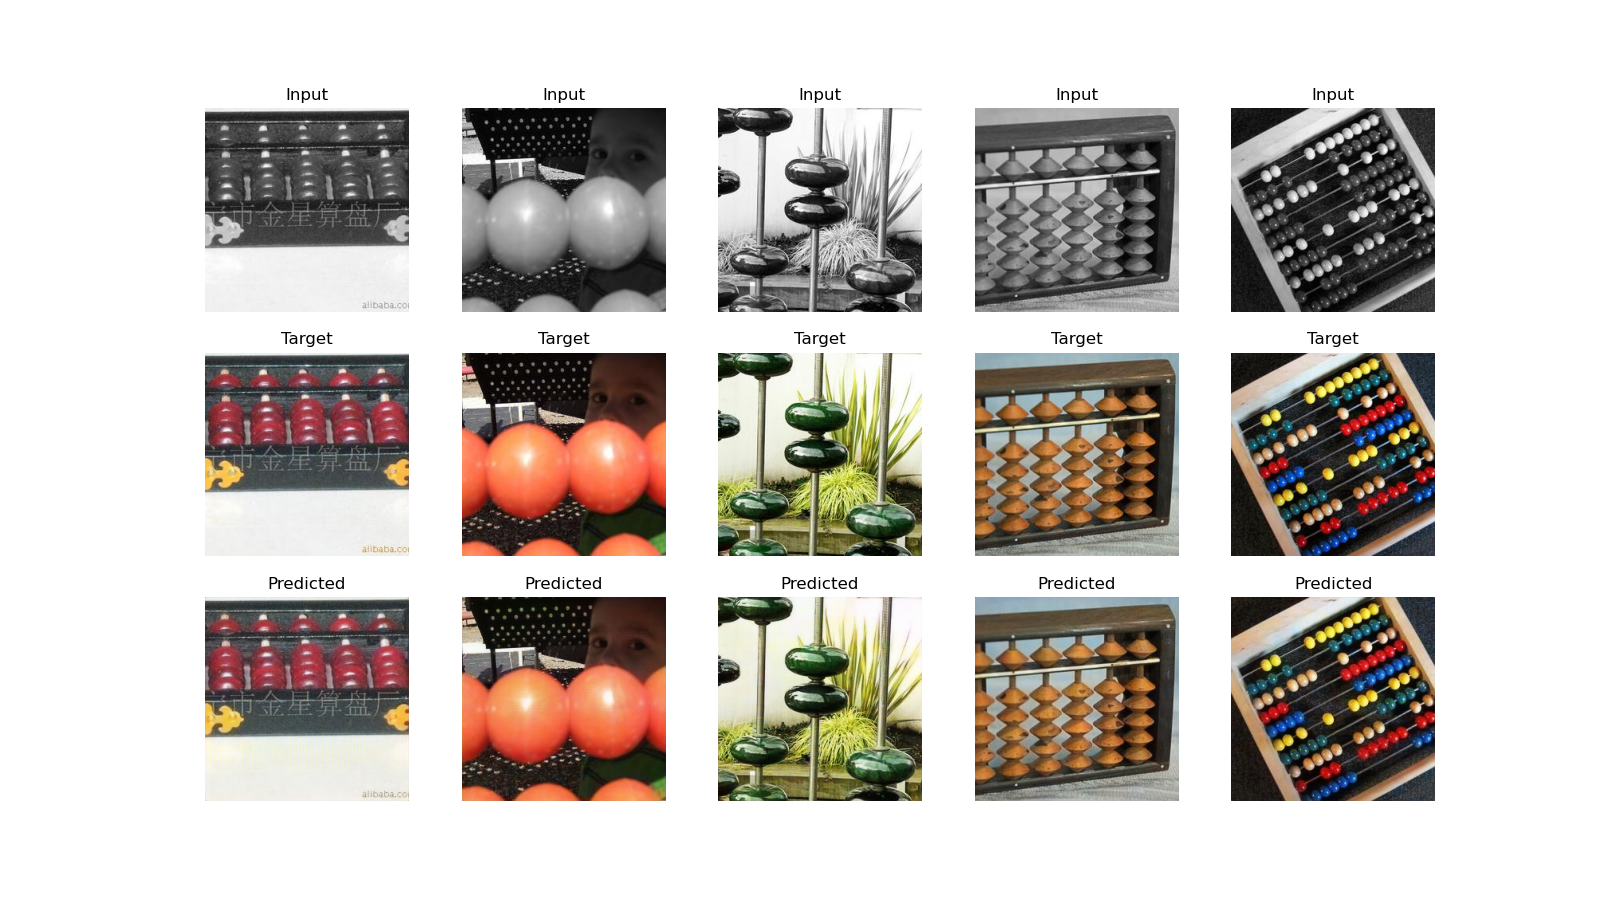 Input Input Input Input Input
市金星算盘厂
alibaba.co
Target Target Target Target Target
市金星算盘厂
alibaba.co
Predicted Predicted Predicted Predicted Predicted
市金星算盘厂
alibaba.co